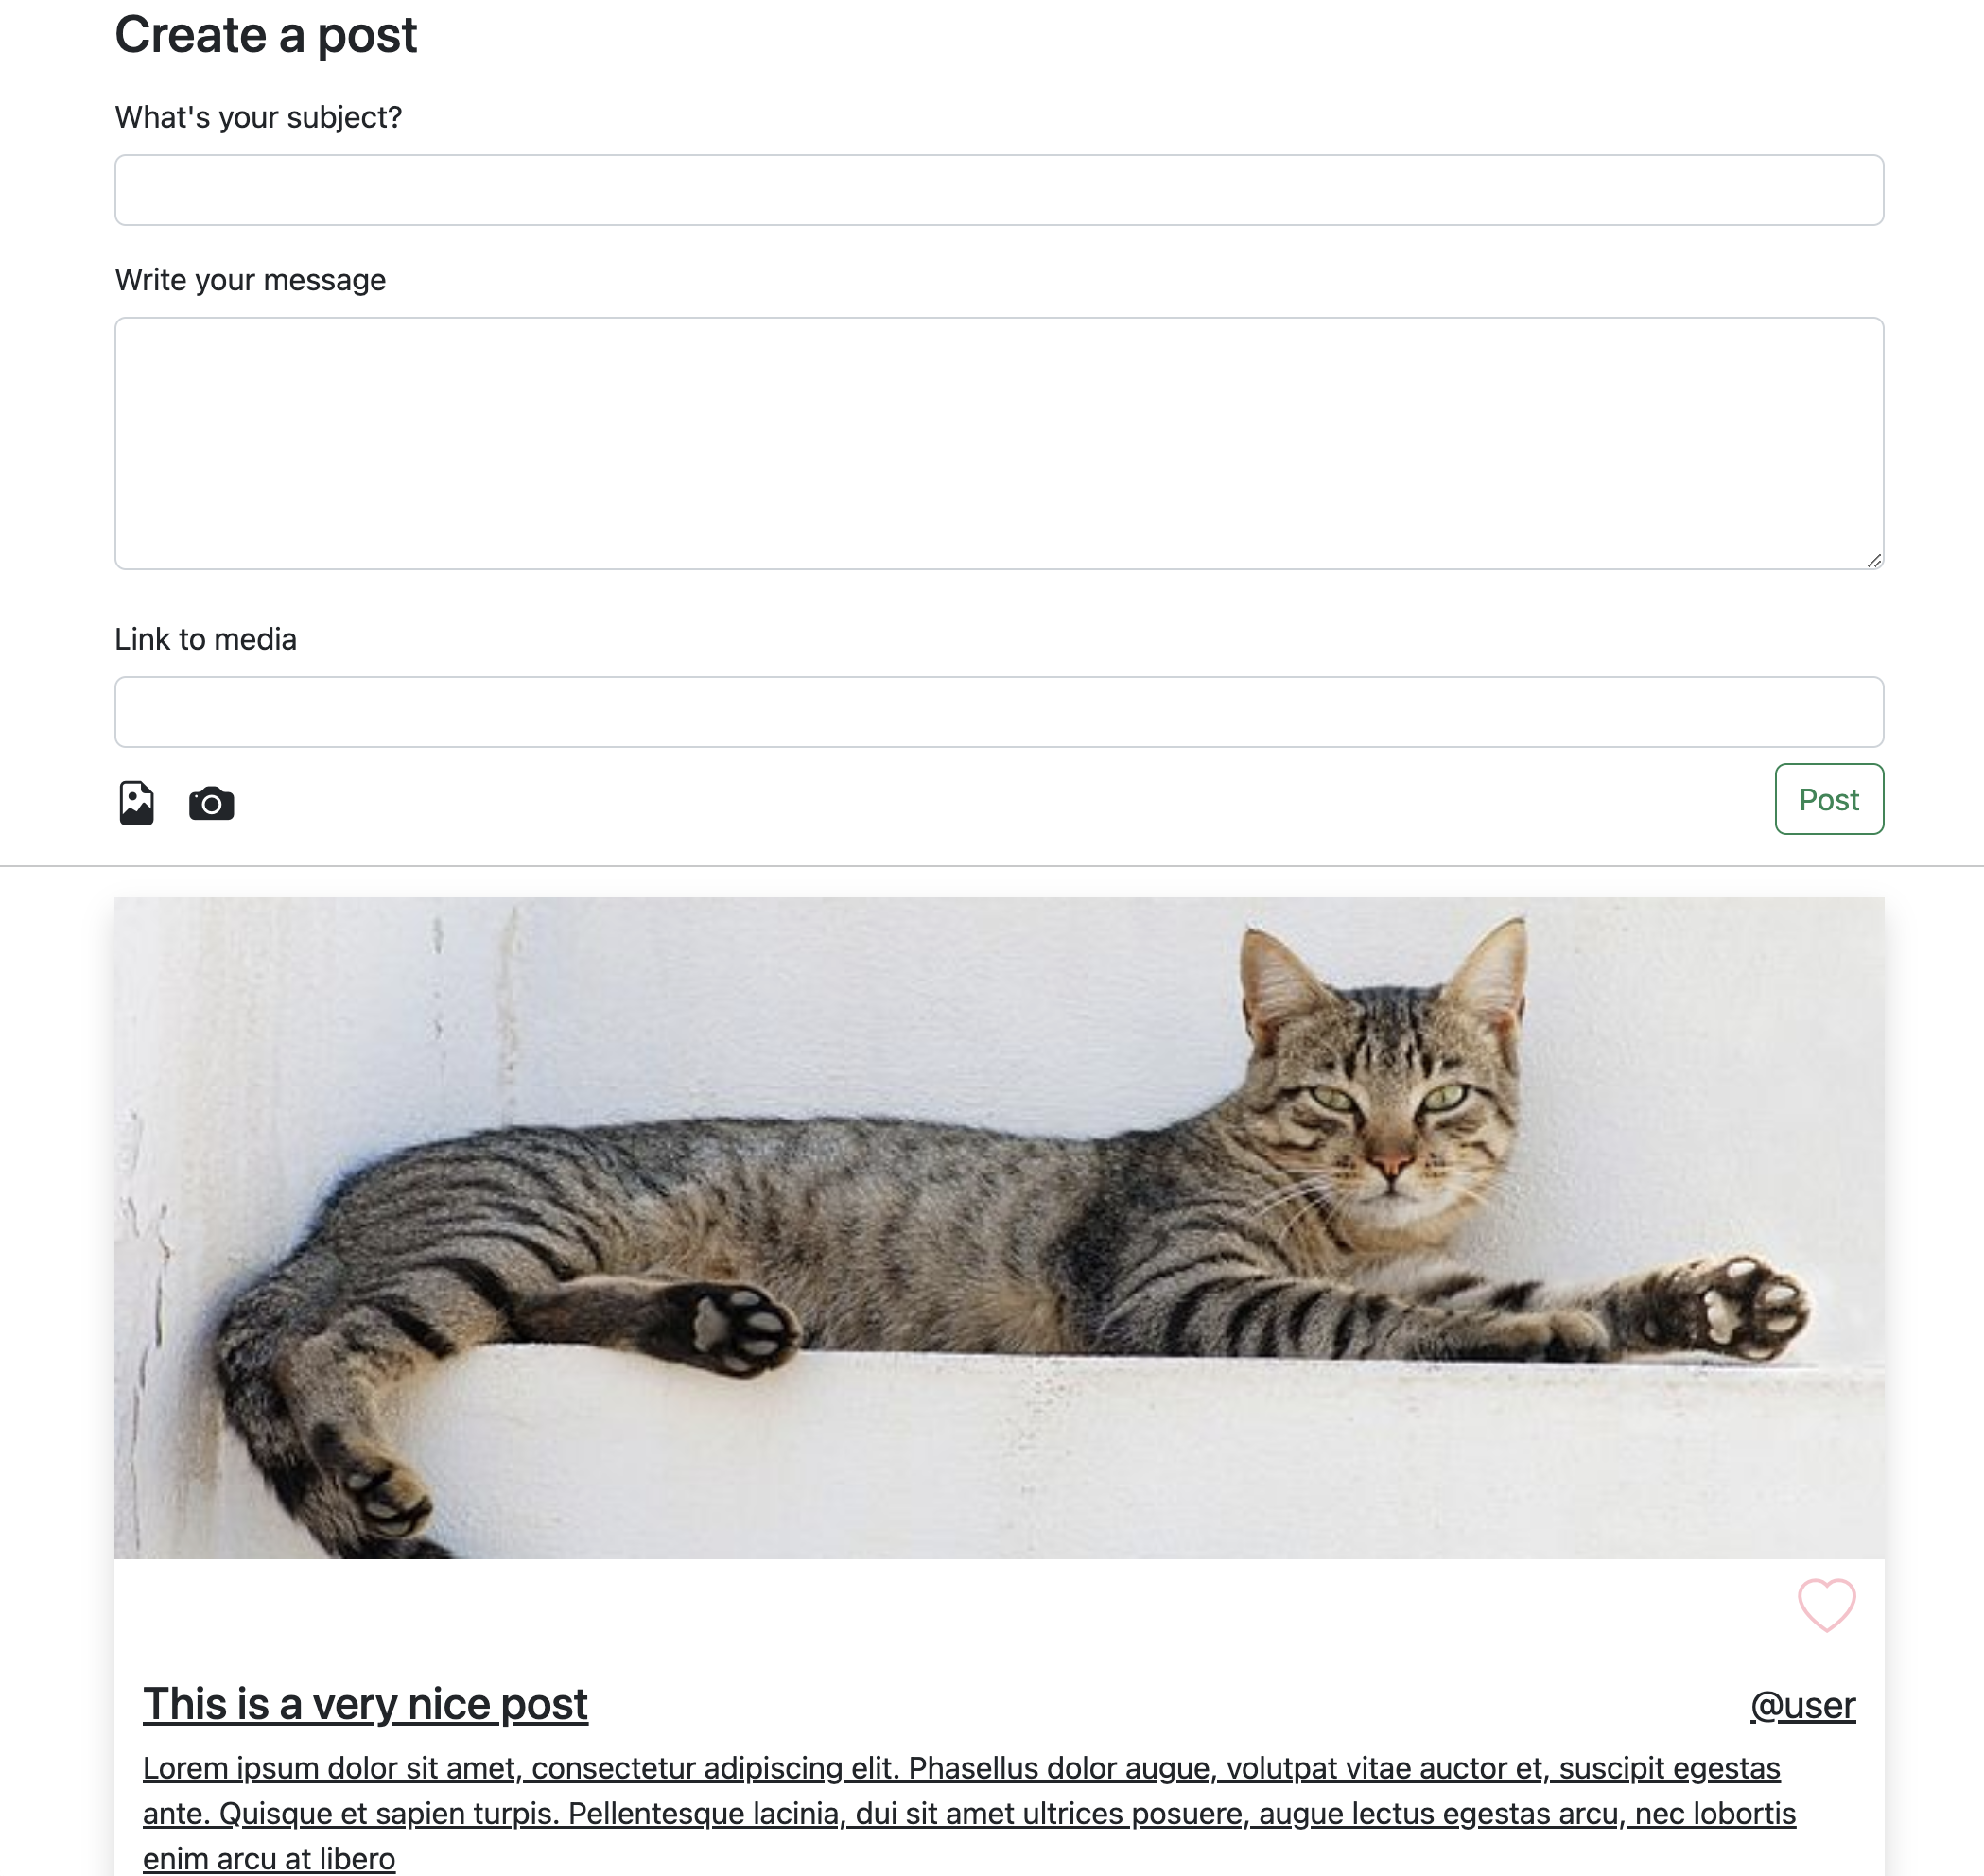 Create a post
What's your subject?
Write your message
Link to media
Post
This is a very nice post
@user
Lorem ipsum dolor sit amet, consectetur adipiscing elit. Phasellus dolor augue, volutpat vitae auctor et, suscipit egestas
ante. Quisque et sapien turpis. Pellentesque lacinia, dui sit amet ultrices posuere, augue lectus egestas arcu, nec lobortis
enim arcu at libero